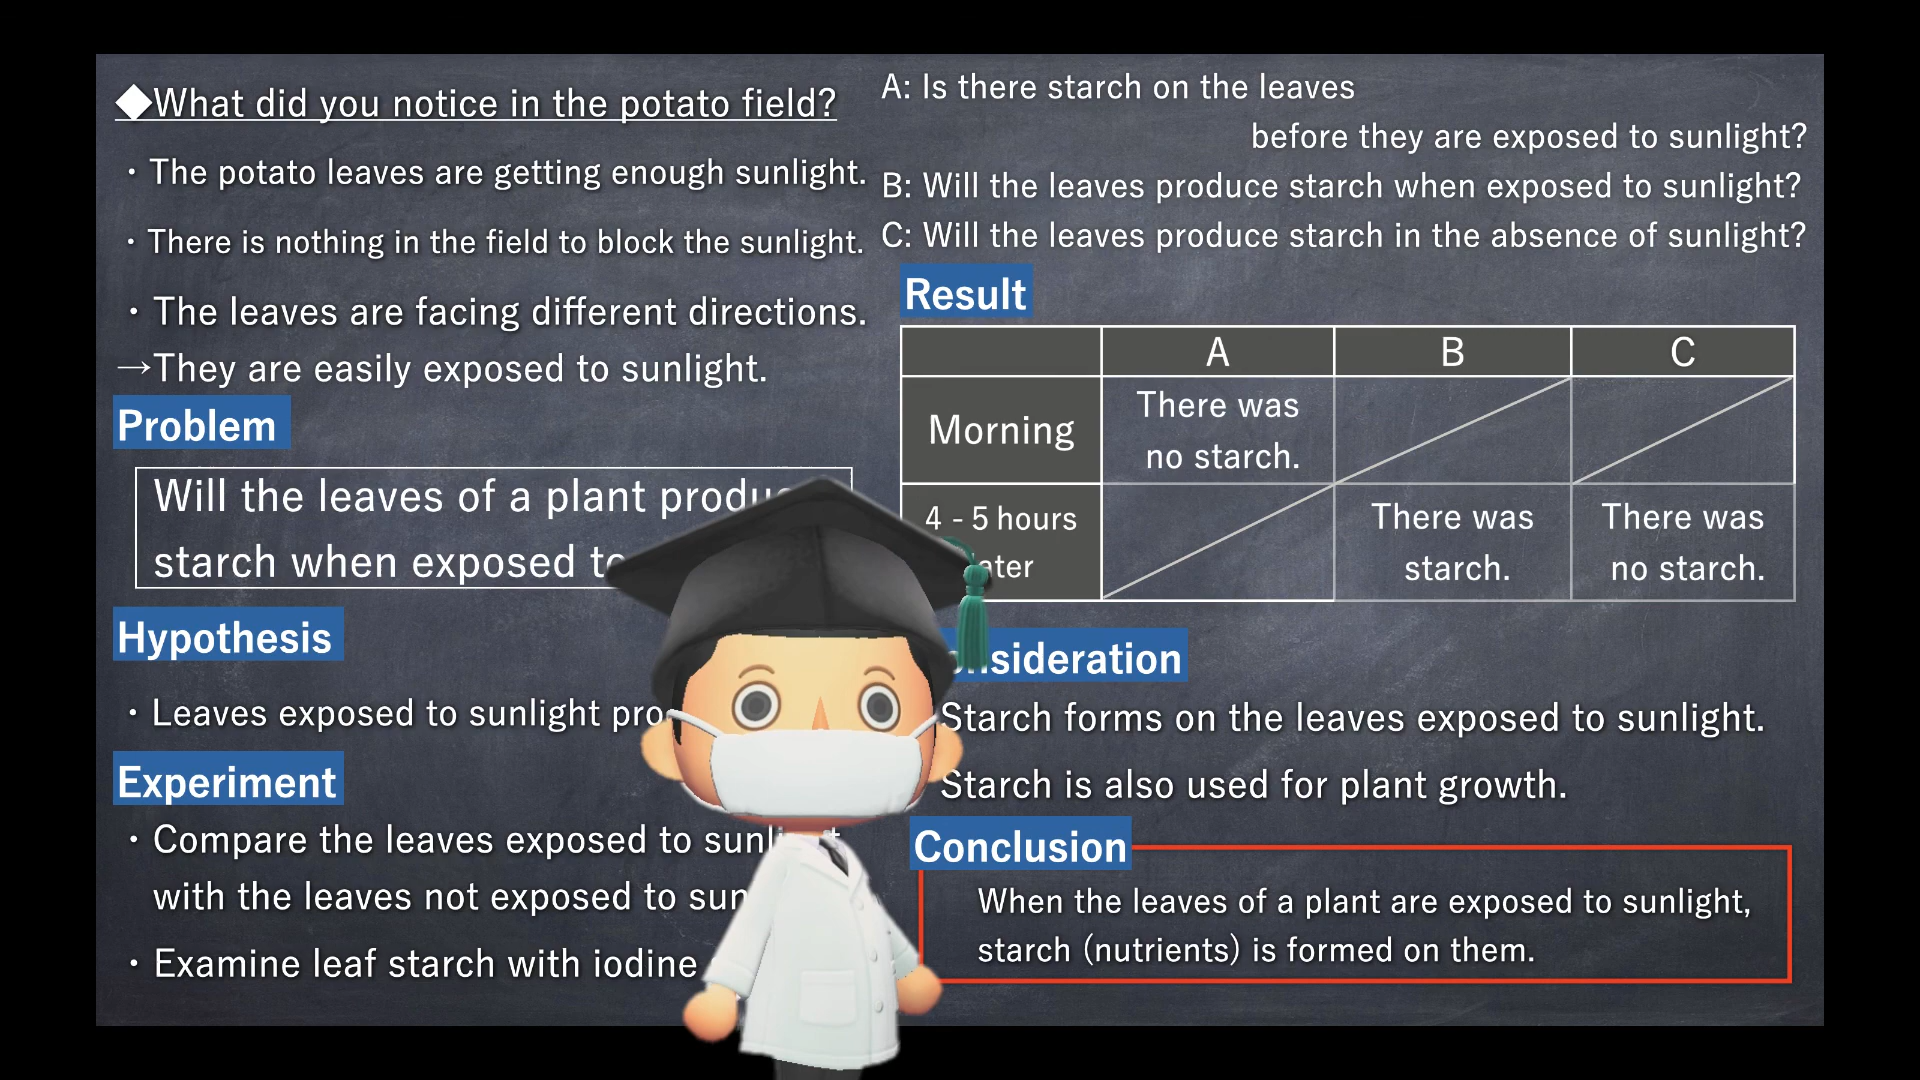 ◆What did you notice in the potato field?
・The potato leaves are getting enough sunlight.
・There is nothing in the field to block the sunlight.
・The leaves are facing different directions.
→They are easily exposed to sunlight.
Problem
Will the leaves of a plant
starch when exposed
Hypothesis
・Leaves exposed to sunlight
Experiment
・Compare the leaves exposed to
with the leaves not exposed to
・Examine leaf starch with iodine
A: Is there starch on the leaves
before they are exposed to sunlight?
B: Will the leaves produce starch when exposed to sunlight?
C: Will the leaves produce starch in the absence of sunlight?
Result
A B C
Morning There was
no starch.
4 - 5 hours There was There was
starch. no starch.
Starch forms on the leaves exposed to sunlight.
Starch is also used for plant growth.
Conclusion
When the leaves of a plant are exposed to sunlight,
starch (nutrients) is formed on them.